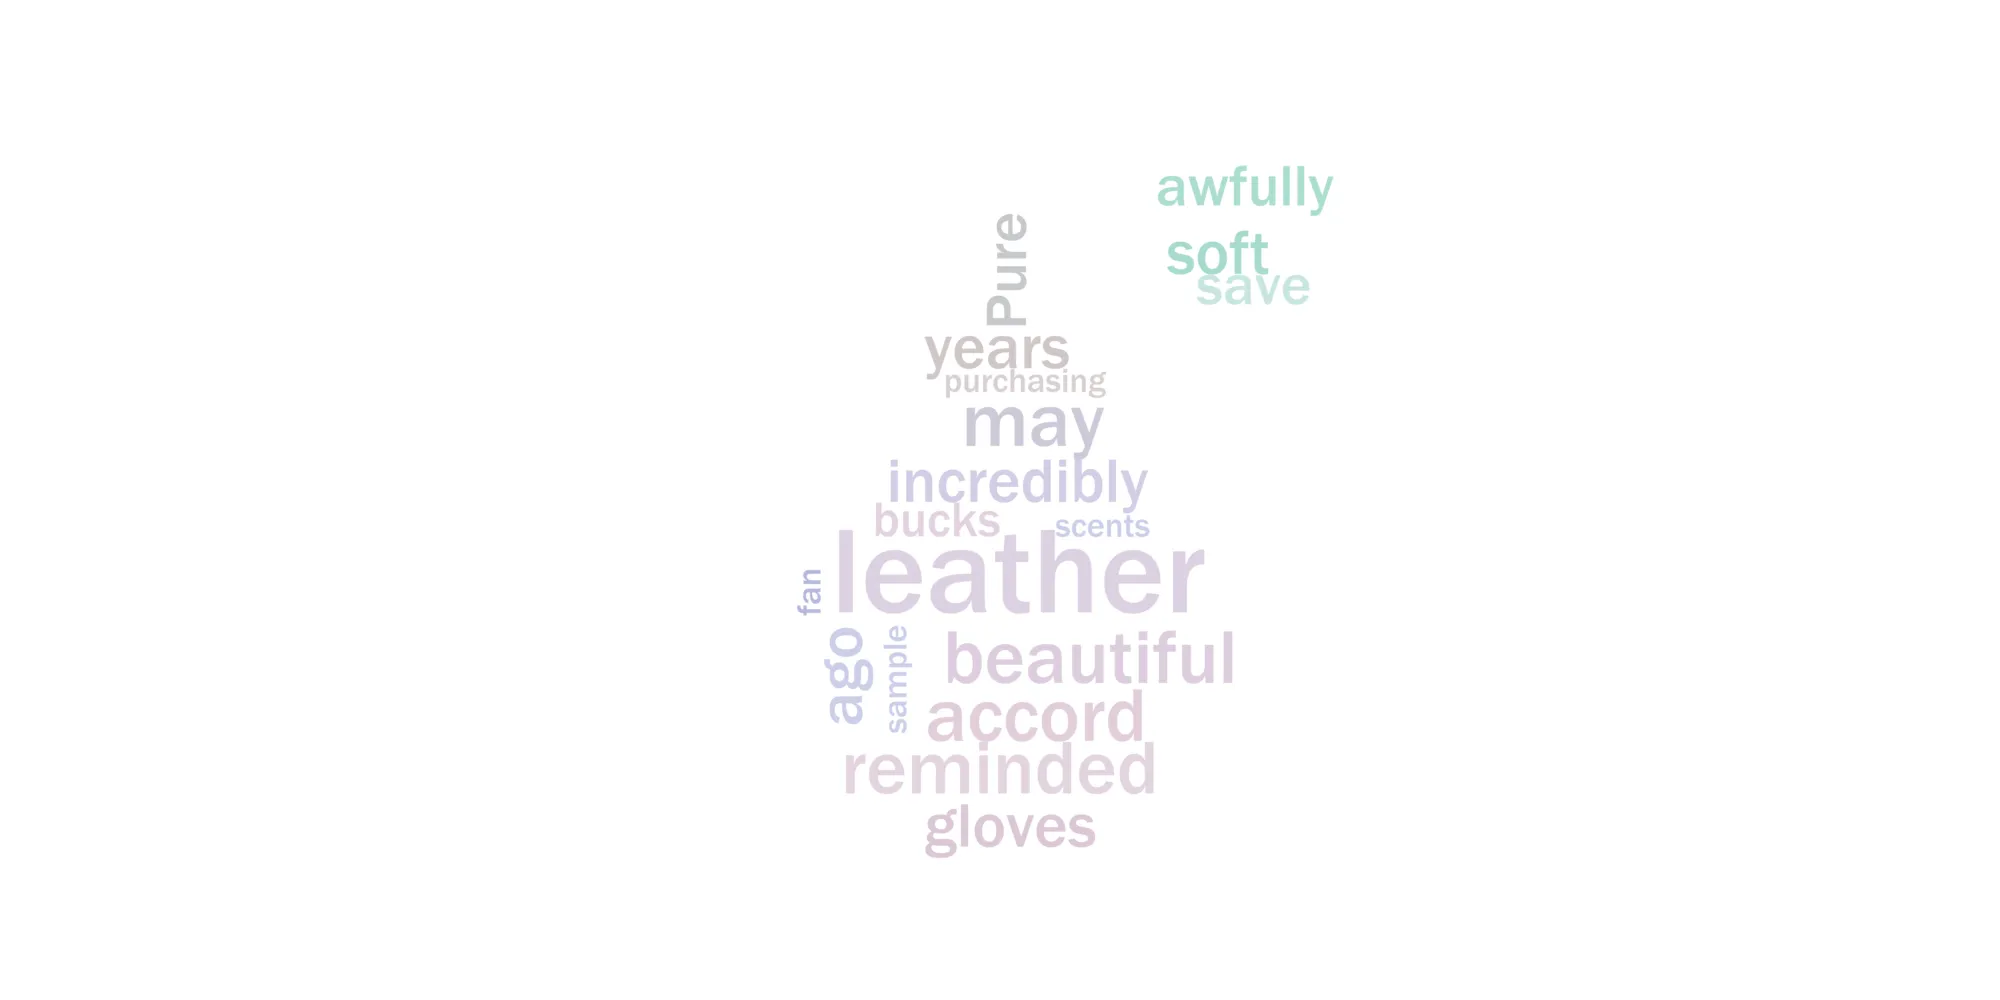 awfully
Pure
soft
save
years
purchasing
may
incredibly
bucks
scents
leather
fan
ago
sample
beautiful
accord
reminded
gloves